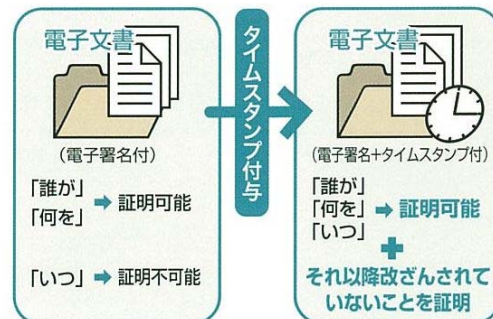 電子文書
(電子署名付)
「誰が」
「何を」 ➡ 証明可能
「いつ」 ➡ 証明不可能
タイムスタンプ付与
電子文書
(電子署名+タイムスタンプ付)
「誰が」
「何を」 ➡ 証明可能
「いつ」
+
それ以降改ざんされて
いないことを証明